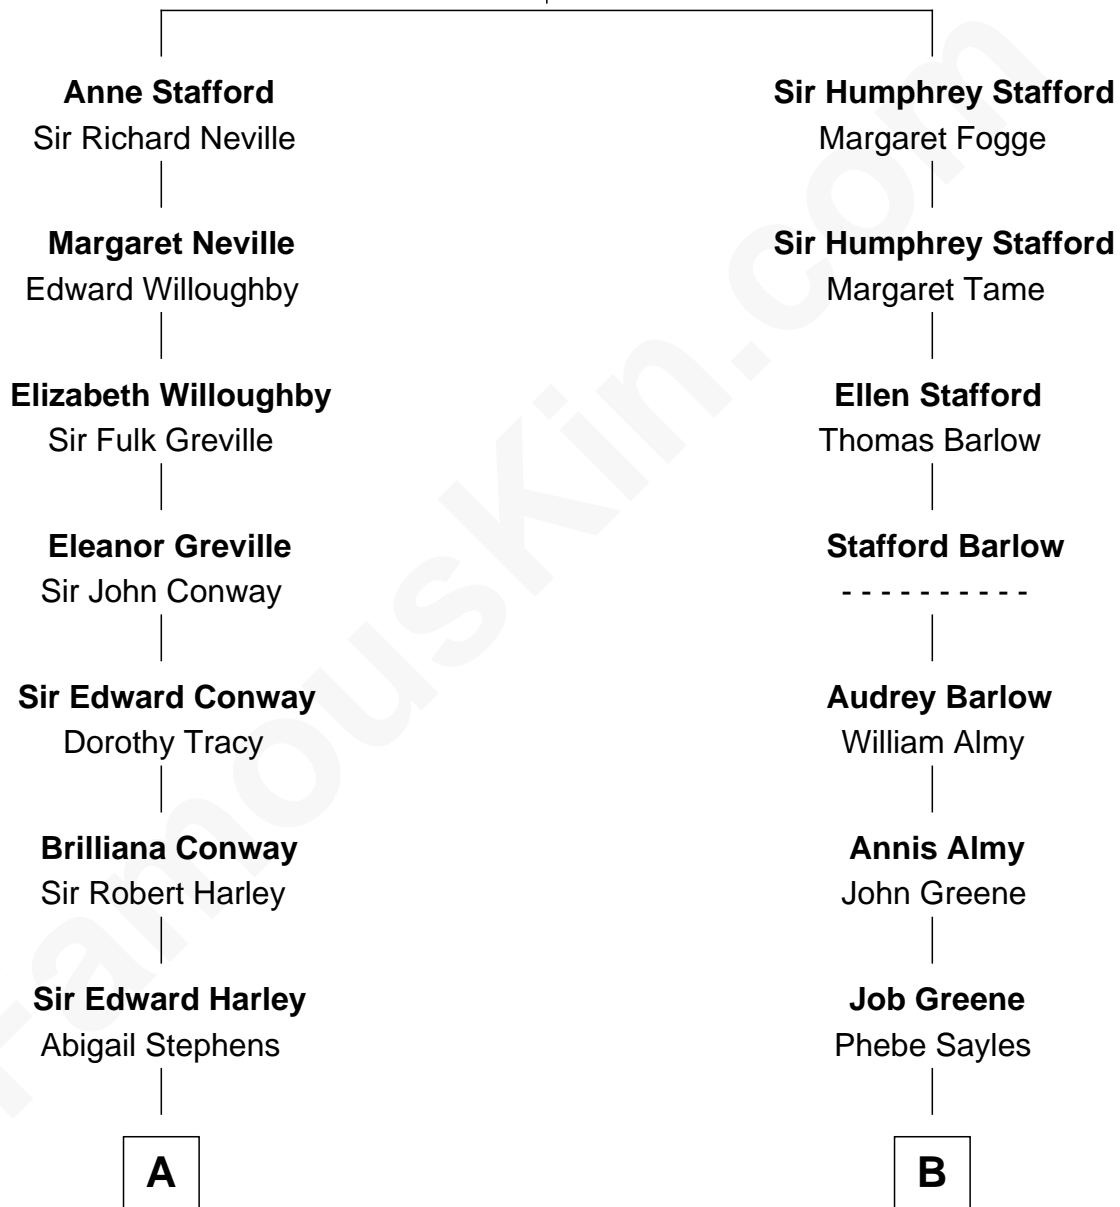 Anne Stafford
Sir Richard Neville
Margaret Neville
Edward Willoughby
Elizabeth Willoughby
Sir Fulk Greville
Eleanor Greville
Sir John Conway
Sir Edward Conway
Dorothy Tracy
Brilliana Conway
Sir Robert Harley
Sir Edward Harley
Abigail Stephens
A
Sir Humphrey Stafford
Margaret Fogge
Sir Humphrey Stafford
Margaret Tame
Ellen Stafford
Thomas Barlow
Stafford Barlow
- - - - - - - - - -
Audrey Barlow
William Almy
Annis Almy
John Greene
Job Greene
Phebe Sayles
B
FamousKin.com